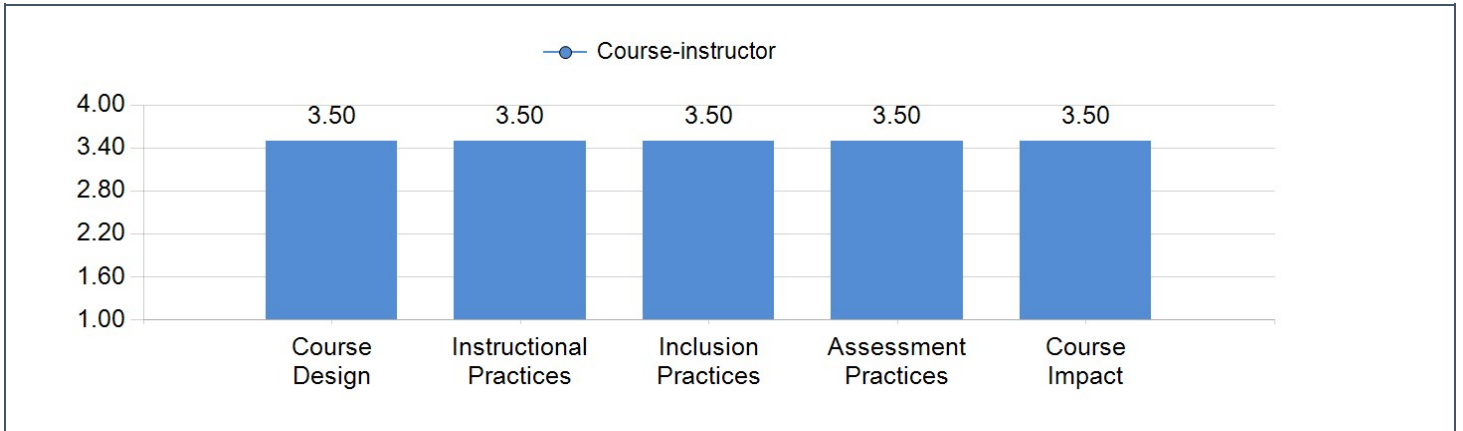 Course-instructor
4.00
3.40
2.80
2.20
1.60
1.00
3.50 3.50 3.50 3.50 3.50
Course Instructional Inclusion Assessment Course
Design Practices Practices Practices Impact